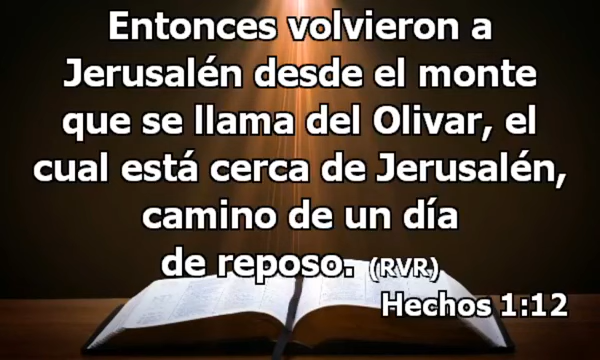 Entonces volvieron a
Jerusalén desde el monte
que se llama del Olivar, el
cual está cerca de Jerusalén,
camino de un día
de reposo. (RVR)
Hechos 1:12